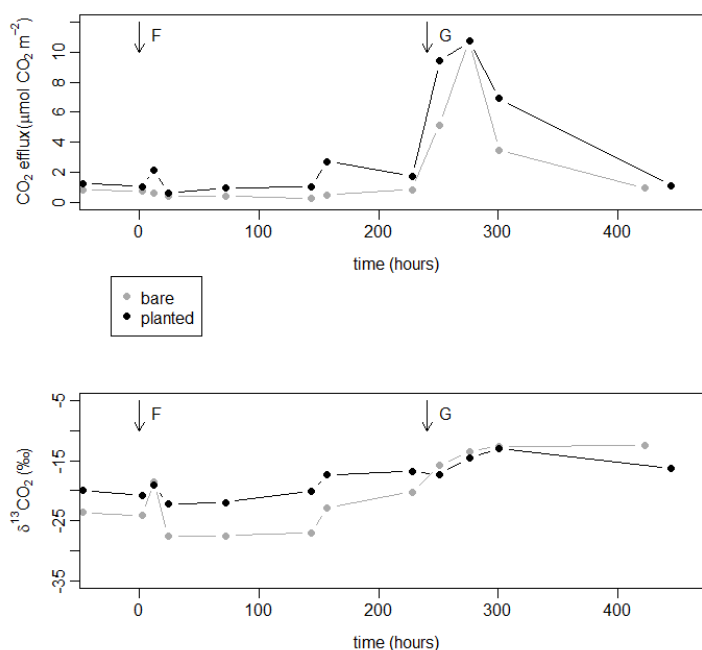 CO₂ efflux(μmol CO₂ m⁻²)
0 2 4 6 8 10
F
G
0 100 200 300 400
time (hours)
bare
planted
δ¹³CO₂ (‰)
-35 -25 -15 -5
F
G
0 100 200 300 400
time (hours)